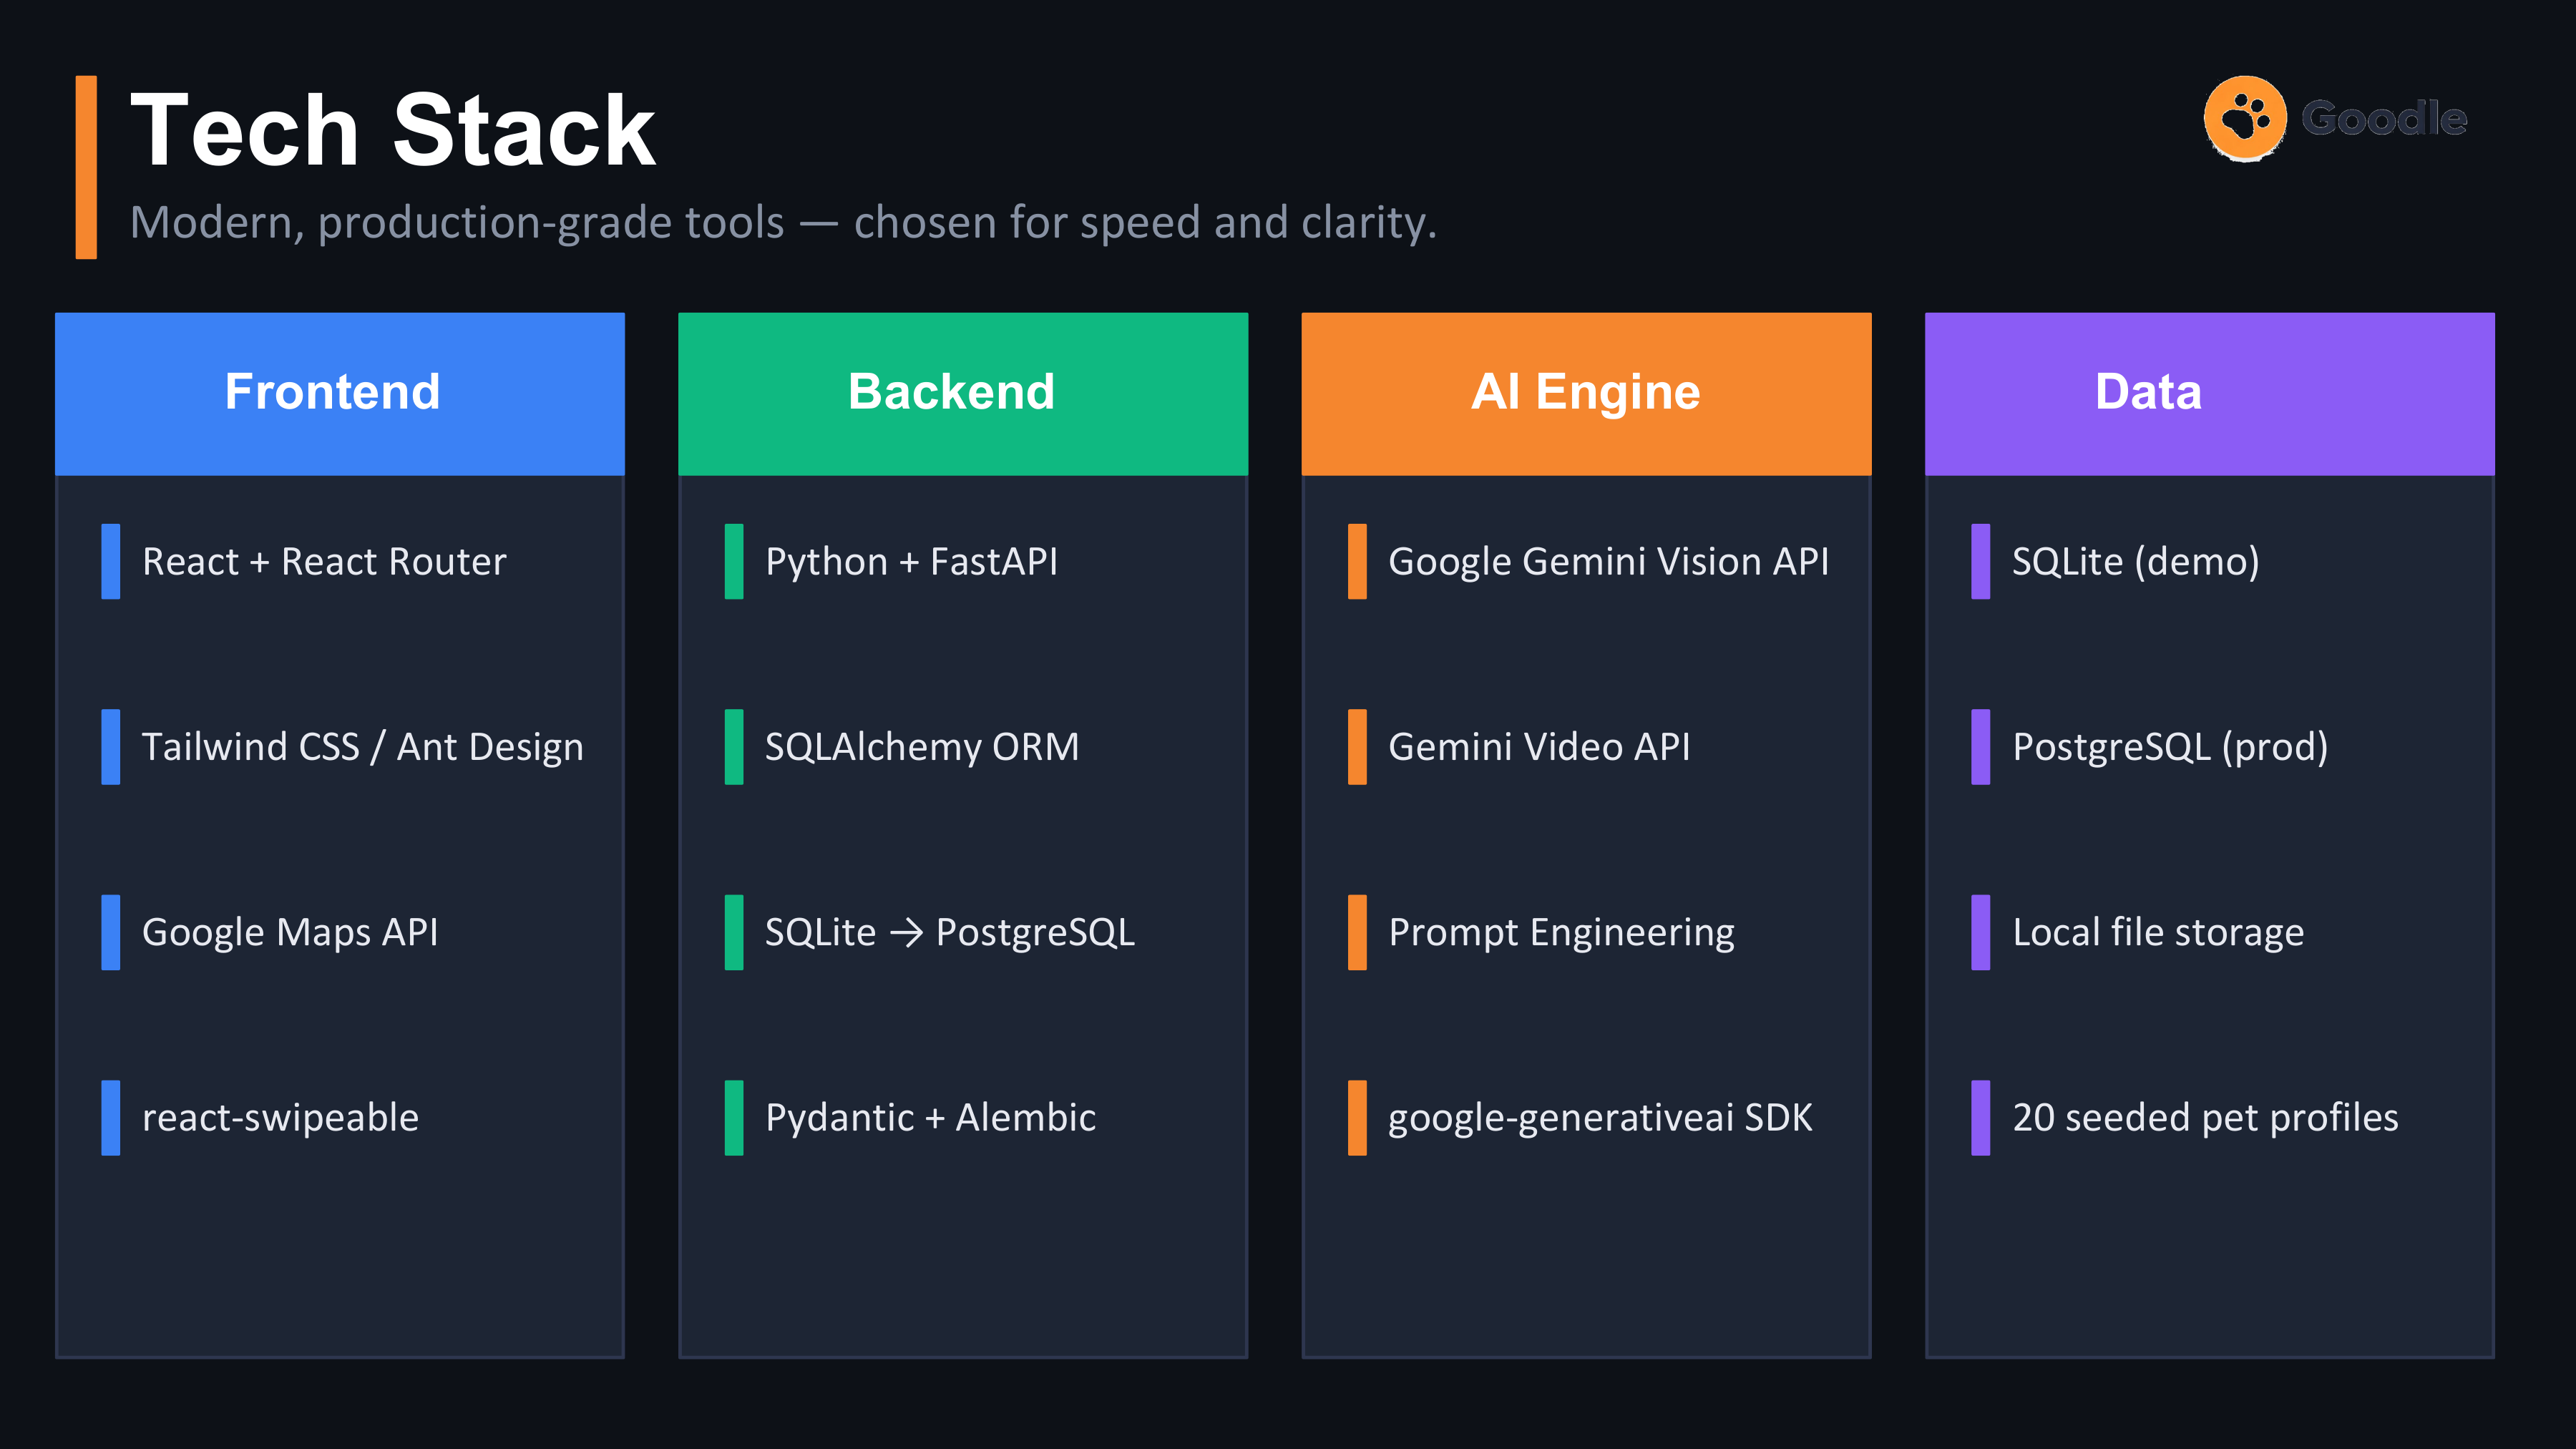 Tech Stack
Goodle
Modern, production-grade tools — chosen for speed and clarity.
Frontend
React + React Router
Tailwind CSS / Ant Design
Google Maps API
react-swipeable
Backend
Python + FastAPI
SQLAlchemy ORM
SQLite → PostgreSQL
Pydantic + Alembic
AI Engine
Google Gemini Vision API
Gemini Video API
Prompt Engineering
google-generativeai SDK
Data
SQLite (demo)
PostgreSQL (prod)
Local file storage
20 seeded pet profiles